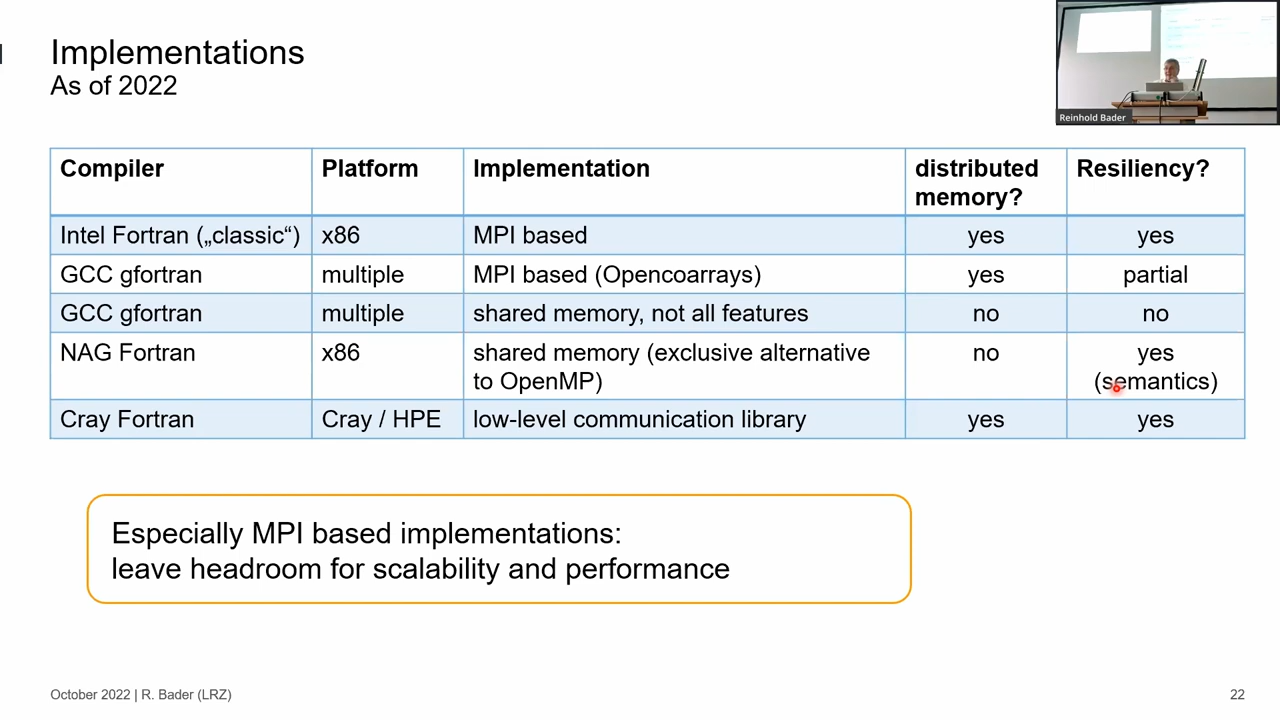 Implementations
As of 2022
Reinhold Bader
Compiler Platform Implementation distributed memory? Resiliency?
Intel Fortran („classic“) x86 MPI based yes yes
GCC gfortran multiple MPI based (Opencoarrays) yes partial
GCC gfortran multiple shared memory, not all features no no
NAG Fortran x86 shared memory (exclusive alternative to OpenMP) no yes (semantics)
Cray Fortran Cray / HPE low-level communication library yes yes
Especially MPI based implementations:
leave headroom for scalability and performance
October 2022 | R. Bader (LRZ)
22